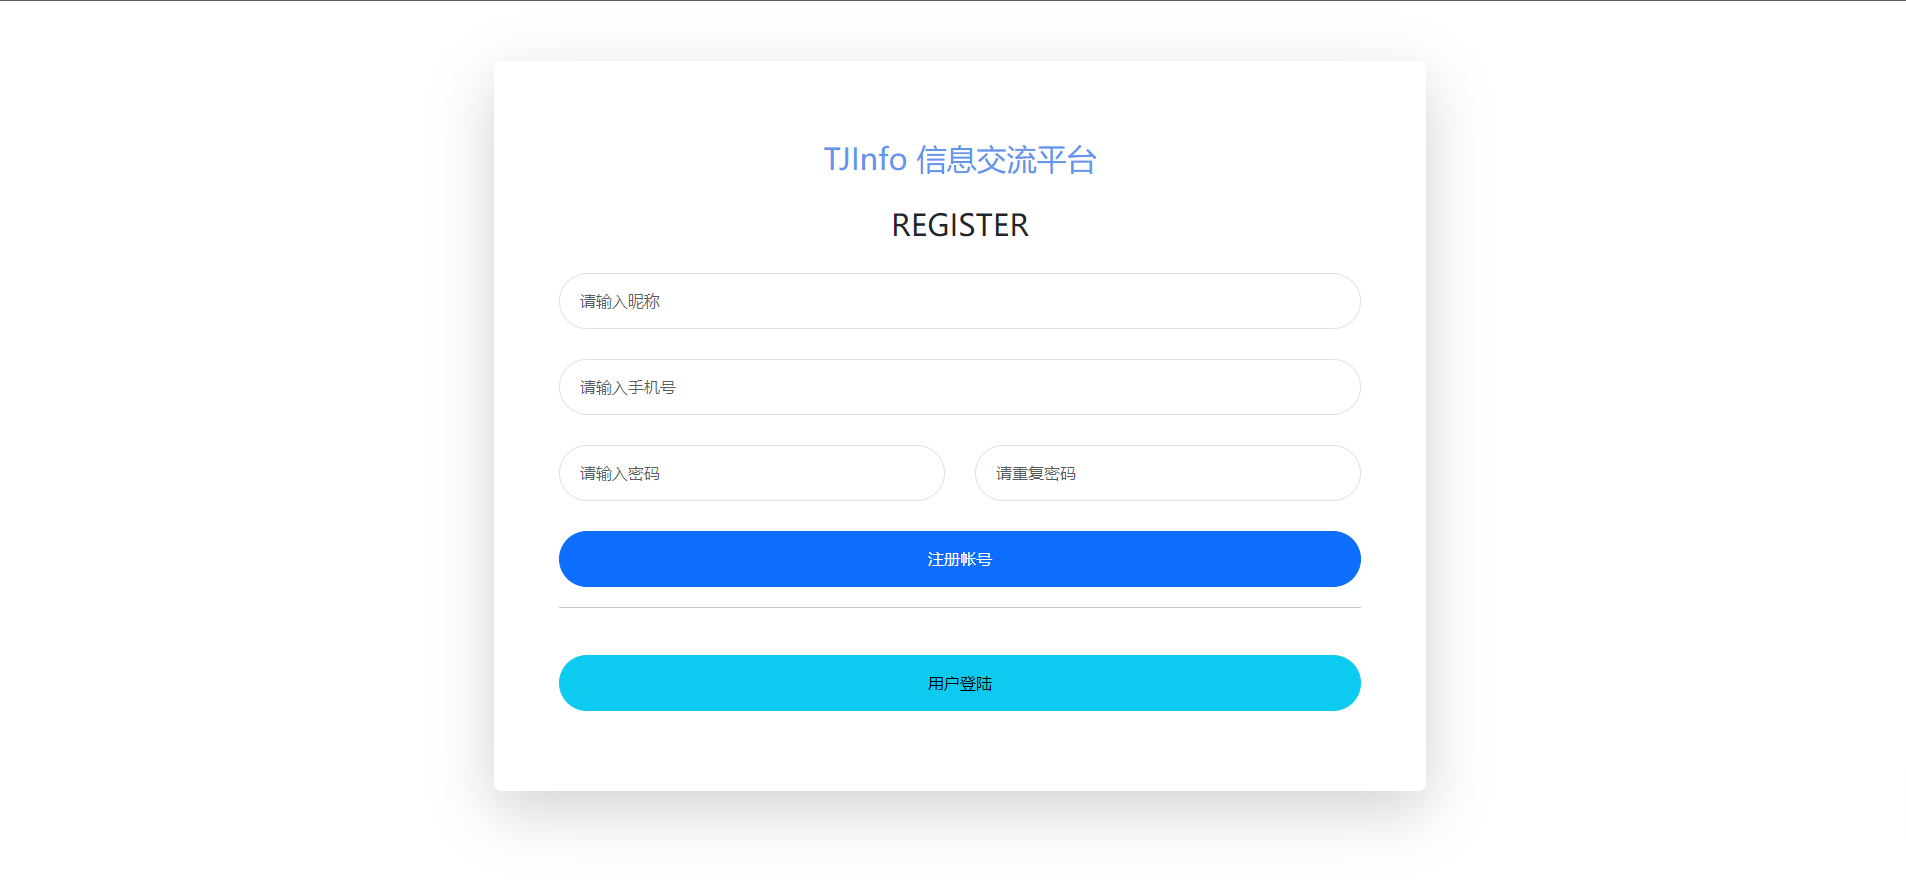 TJInfo 信息交流平台
REGISTER
请输入昵称
请输入手机号
请输入密码 请重复密码
注册帐号
用户登陆